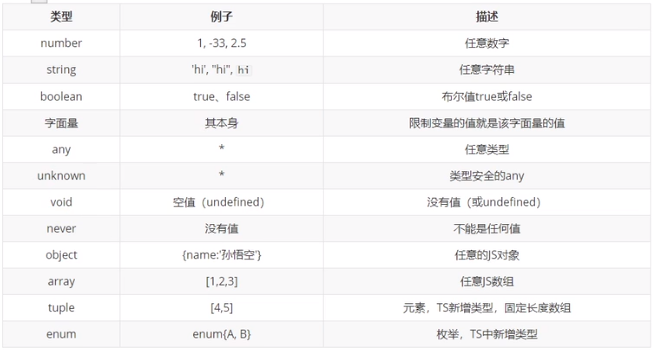 类型 例子 描述
number 1, -33, 2.5 任意数字
string 'hi', "hi", hi 任意字符串
boolean true、false 布尔值true或false
字面量 其本身 限制变量的值就是该字面量的值
any * 任意类型
unknown * 类型安全的any
void 空值（undefined） 没有值（或undefined）
never 没有值 不能是任何值
object {name:'孙悟空'} 任意的JS对象
array [1,2,3] 任意JS数组
tuple [4,5] 元素，TS新增类型，固定长度数组
enum enum{A, B} 枚举，TS中新增类型